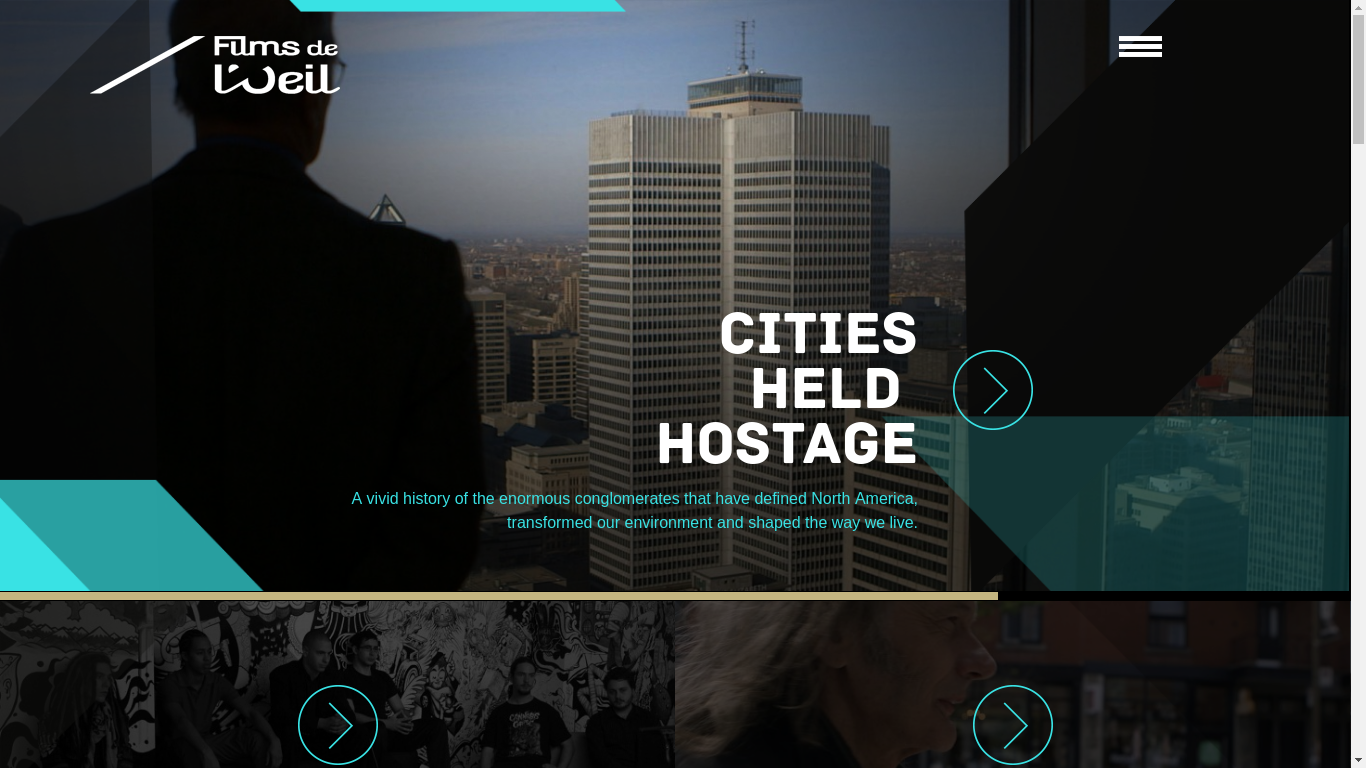 Films de
l'Œeil
CITIES
HELD
HOSTAGE
A vivid history of the enormous conglomerates that have defined North America,
transformed our environment and shaped the way we live.